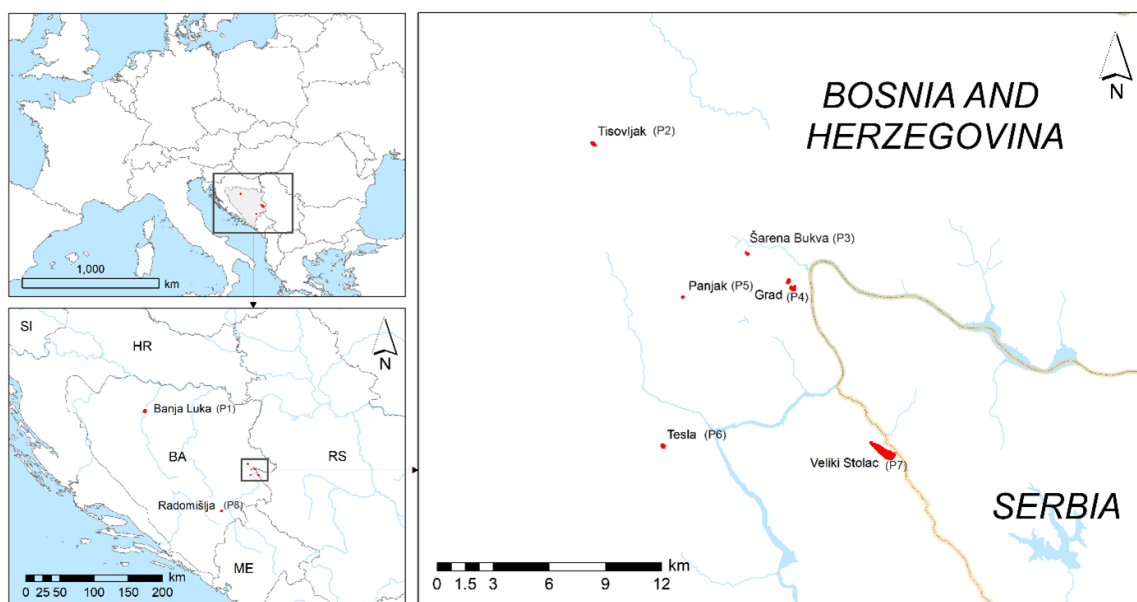 1,000
km
SI
HR
N
Banja Luka (P1)
BA
RS
Radomišlja (P8)
ME
km
0 25 50 100 150 200
BOSNIA AND
HERZEGOVINA
N
Tisovljak (P2)
Šarena Bukva (P3)
Panjak (P5)
Grad (P4)
Tesla (P6)
Veliki Stolac (P7)
SERBIA
km
0 1.5 3 6 9 12